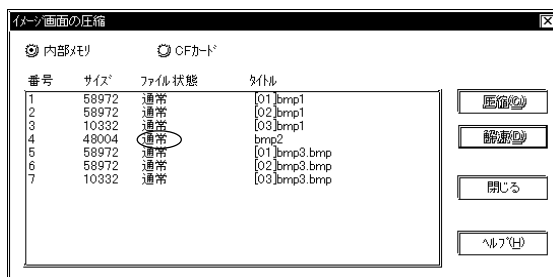 イメージ画面の圧縮
内部メモリ CFカード
番号 サイズ ファイル状態 タイトル
1 58972 通常 [01]bmp1
2 58972 通常 [02]bmp1
3 10332 通常 [03]bmp1
4 48004 通常 bmp2
5 58972 通常 [01]bmp3.bmp
6 58972 通常 [02]bmp3.bmp
7 10332 通常 [03]bmp3.bmp
圧縮(C)
解凍(D)
閉じる
ヘルプ(H)